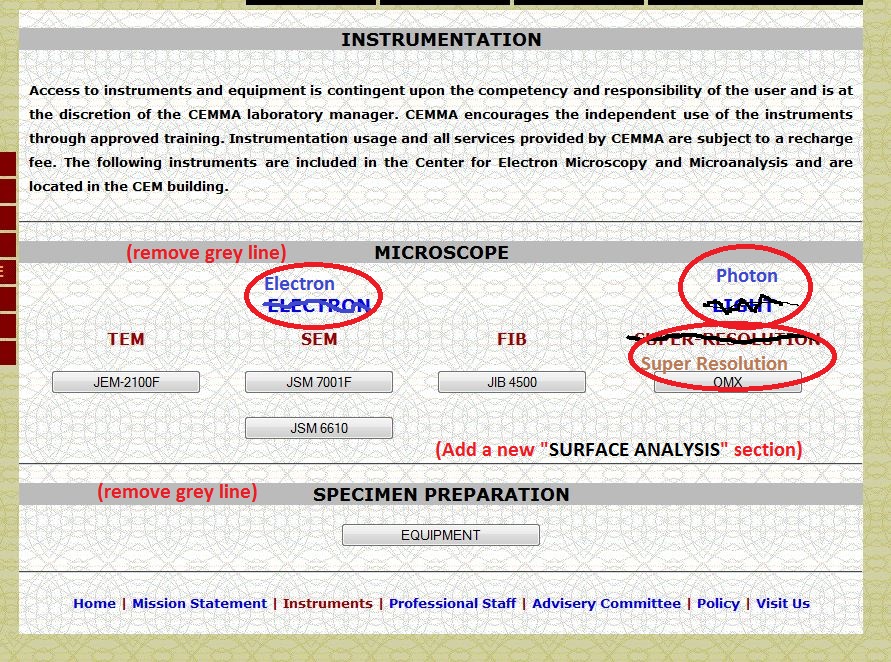 INSTRUMENTATION
Access to instruments and equipment is contingent upon the competency and responsibility of the user and is at
the discretion of the CEMMA laboratory manager. CEMMA encourages the independent use of the instruments
through approved training. Instrumentation usage and all services provided by CEMMA are subject to a recharge
fee. The following instruments are included in the Center for Electron Microscopy and Microanalysis and are
located in the CEM building.
E
(remove grey line) MICROSCOPE
Electron Photon
ELECTRON LIGHT
TEM SEM FIB SUPER-RESOLUTION
Super Resolution
JEM-2100F JSM 7001F JIB 4500 OMX
JSM 6610
(Add a new "SURFACE ANALYSIS" section)
(remove grey line) SPECIMEN PREPARATION
EQUIPMENT
Home | Mission Statement | Instruments | Professional Staff | Advisery Committee | Policy | Visit Us